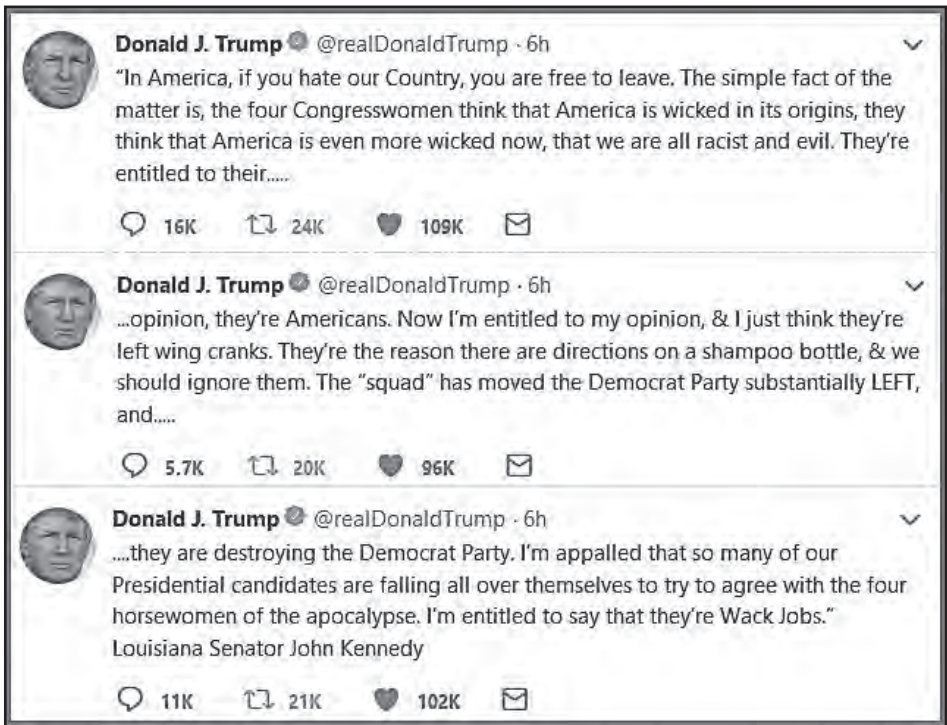 Donald J. Trump @realDonaldTrump · 6h
“In America, if you hate our Country, you are free to leave. The simple fact of the
matter is, the four Congresswomen think that America is wicked in its origins, they
think that America is even more wicked now, that we are all racist and evil. They’re
entitled to their.....
16K 24K 109K
Donald J. Trump @realDonaldTrump · 6h
...opinion, they’re Americans. Now I’m entitled to my opinion, & I just think they’re
left wing cranks. They’re the reason there are directions on a shampoo bottle, & we
should ignore them. The “squad” has moved the Democrat Party substantially LEFT,
and.....
5.7K 20K 96K
Donald J. Trump @realDonaldTrump · 6h
....they are destroying the Democrat Party. I’m appalled that so many of our
Presidential candidates are falling all over themselves to try to agree with the four
horsewomen of the apocalypse. I’m entitled to say that they’re Wack Jobs.”
Louisiana Senator John Kennedy
11K 21K 102K